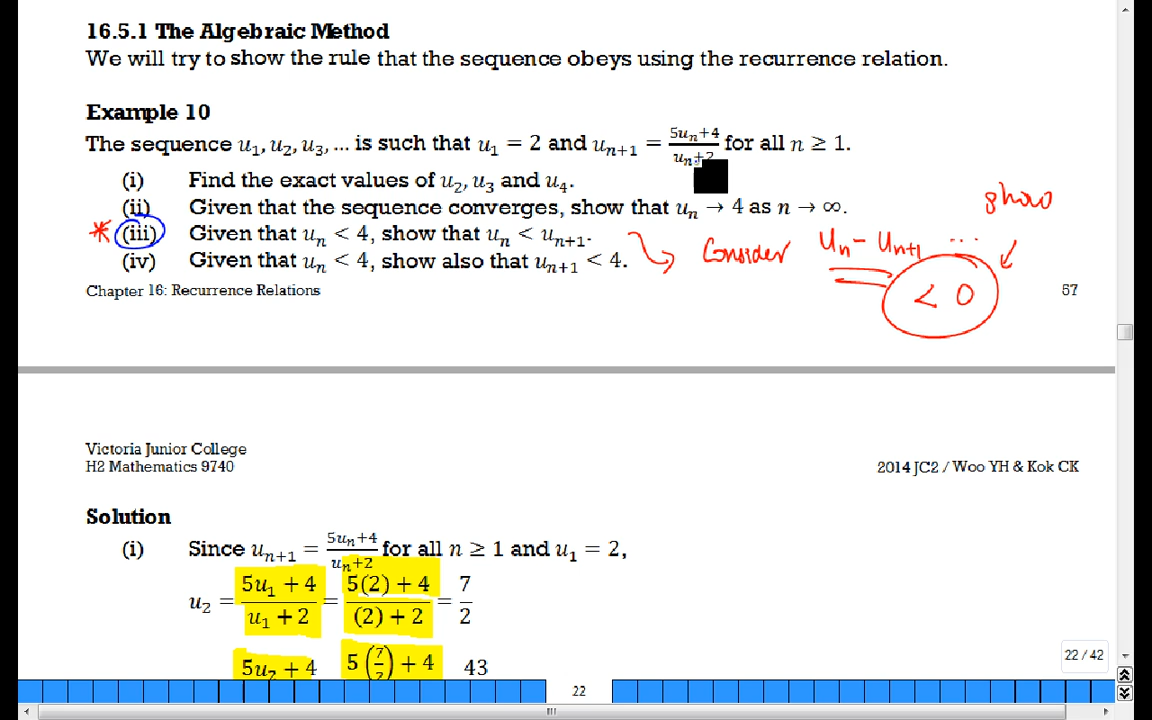 16.5.1 The Algebraic Method
We will try to show the rule that the sequence obeys using the recurrence relation.
Example 10
The sequence u₁, u₂, u₃, … is such that u₁ = 2 and uₙ₊₁ = (5uₙ+4)/(uₙ+2) for all n ≥ 1.
(i) Find the exact values of u₂, u₃ and u₄.
show
(ii) Given that the sequence converges, show that uₙ → 4 as n → ∞.
* (iii) Given that uₙ < 4, show that uₙ < uₙ₊₁.
Consider uₙ - uₙ₊₁ ...
(iv) Given that uₙ < 4, show also that uₙ₊₁ < 4.
< 0
Chapter 16: Recurrence Relations 57
Victoria Junior College
H2 Mathematics 9740 2014 JC2 / Woo YH & Kok CK
Solution
(i) Since uₙ₊₁ = (5uₙ+4)/(uₙ+2) for all n ≥ 1 and u₁ = 2,
u₂ = (5u₁ + 4)/(u₁ + 2) = (5(2) + 4)/((2) + 2) = 7/2
5u₂ + 4 5(7/2) + 4 43
22 / 42
22